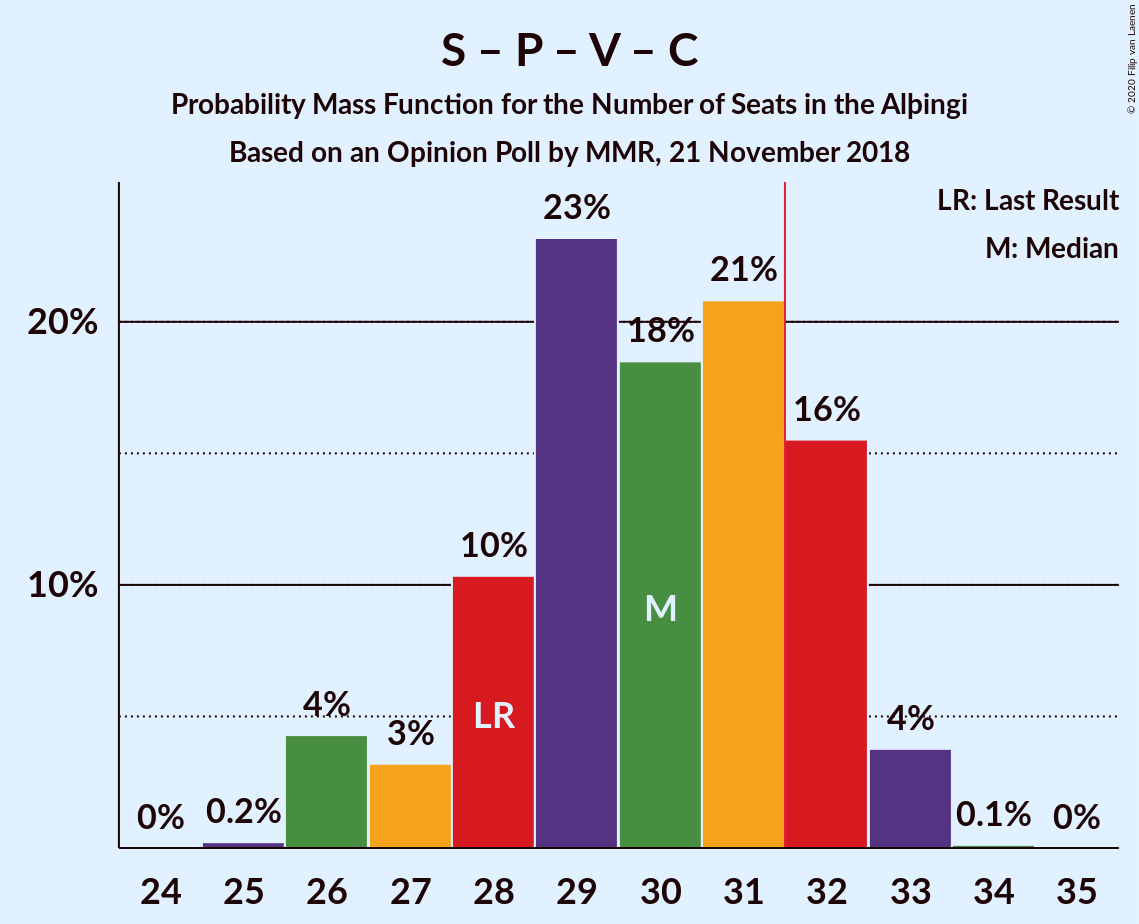 S – P – V – C
Probability Mass Function for the Number of Seats in the Alþingi
Based on an Opinion Poll by MMR, 21 November 2018
© 2020 Filip van Laenen
LR: Last Result
M: Median
20%
10%
0%
0.2%
4%
3%
10%
23%
18%
21%
16%
4%
0.1%
0%
LR
M
24 25 26 27 28 29 30 31 32 33 34 35